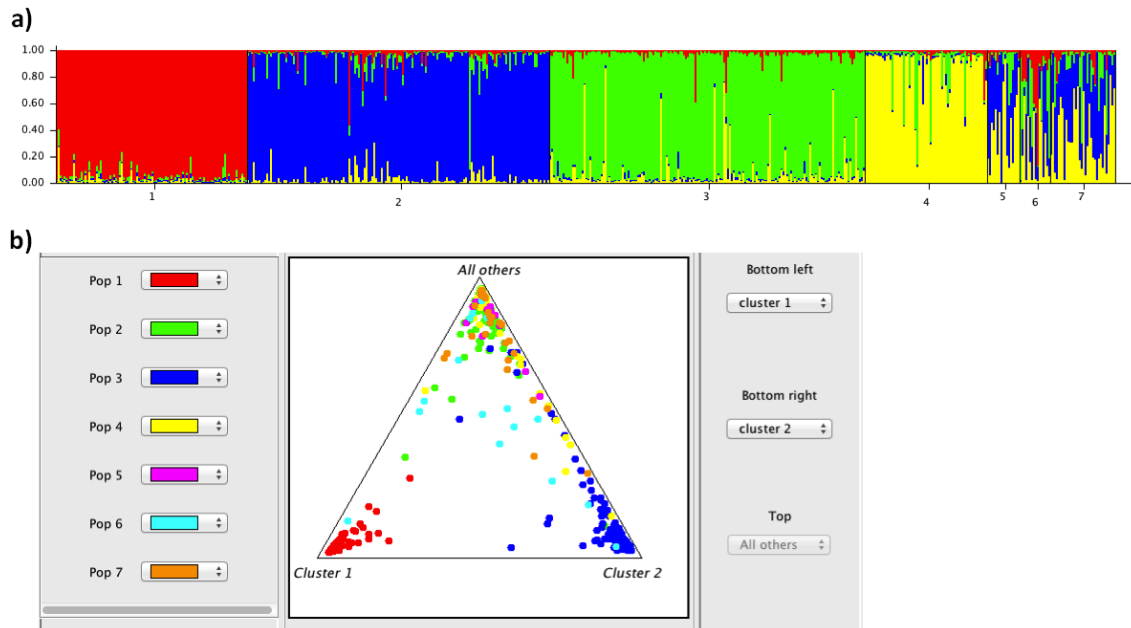 a)
1.00
0.80
0.60
0.40
0.20
0.00
1 2 3 4 5 6 7
b)
Pop 1
Pop 2
Pop 3
Pop 4
Pop 5
Pop 6
Pop 7
All others
Cluster 1 Cluster 2
Bottom left
cluster 1
Bottom right
cluster 2
Top
All others